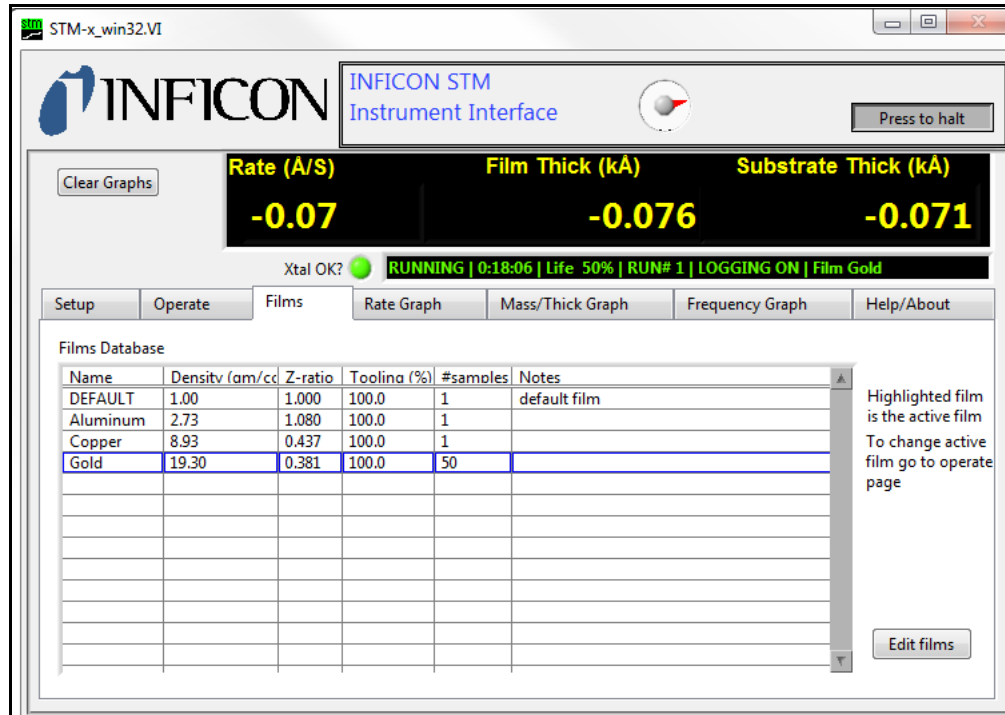 stm STM-x_win32.VI
INFICON
INFICON STM
Instrument Interface
Press to halt
Clear Graphs
Rate (Å/S) Film Thick (kÅ) Substrate Thick (kÅ)
-0.07 -0.076 -0.071
Xtal OK? RUNNING | 0:18:06 | Life 50% | RUN# 1 | LOGGING ON | Film Gold
Setup Operate Films Rate Graph Mass/Thick Graph Frequency Graph Help/About
Films Database
Name Density (gm/cc Z-ratio Tooling (%) #samples Notes
DEFAULT 1.00 1.000 100.0 1 default film
Aluminum 2.73 1.080 100.0 1
Copper 8.93 0.437 100.0 1
Gold 19.30 0.381 100.0 50
Highlighted film
is the active film
To change active
film go to operate
page
Edit films